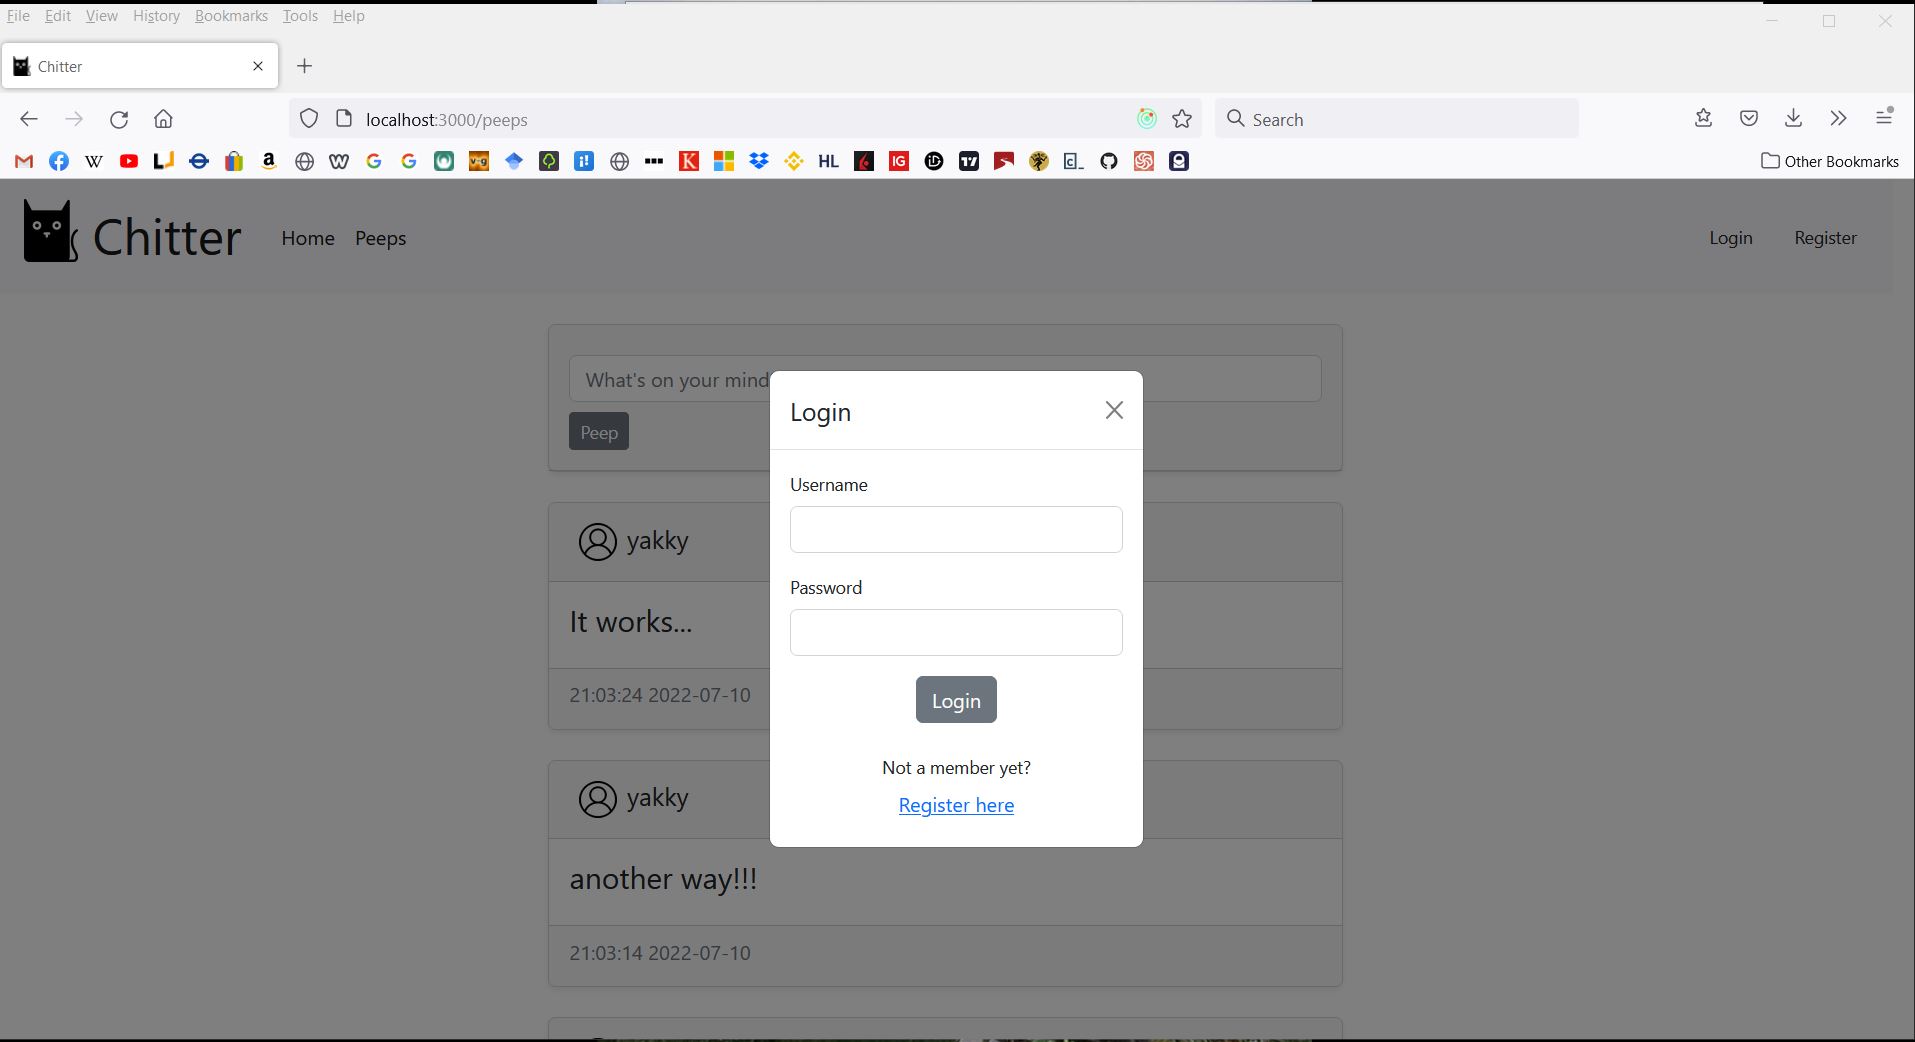 File Edit View History Bookmarks Tools Help
Chitter
localhost:3000/peeps
Search
Other Bookmarks
Chitter Home Peeps Login Register
What's on your mind
Peep
Login
Username
Password
Login
Not a member yet?
Register here
yakky
It works...
21:03:24 2022-07-10
yakky
another way!!!
21:03:14 2022-07-10